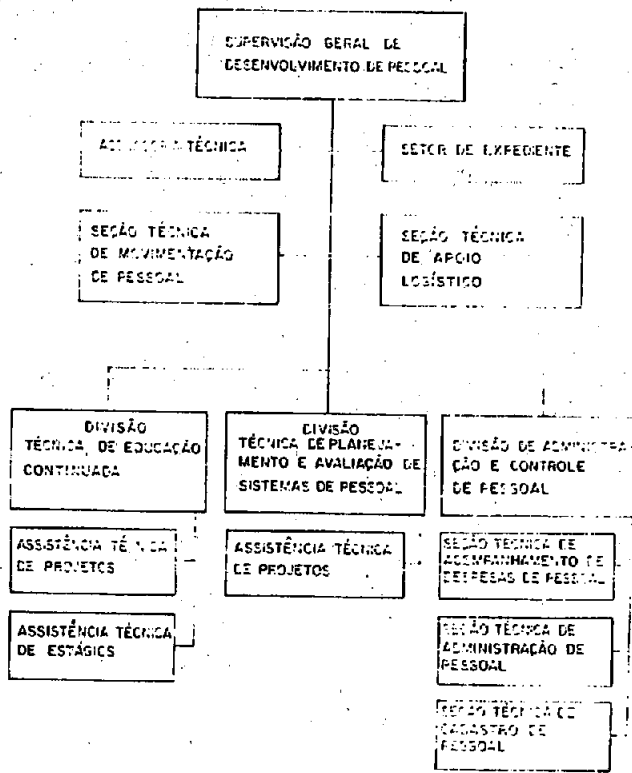 SUPERVISÃO GERAL DE
DESENVOLVIMENTO DE PESSOAL
ASSESSORIA TÉCNICA
SETOR DE EXPEDIENTE
SEÇÃO TÉCNICA
DE MOVIMENTAÇÃO
DE PESSOAL
SEÇÃO TÉCNICA
DE APOIO
LOGÍSTICO
DIVISÃO
TÉCNICA DE EDUCAÇÃO
CONTINUADA
DIVISÃO
TÉCNICA DE PLANEJA-
MENTO E AVALIAÇÃO DE
SISTEMAS DE PESSOAL
DIVISÃO DE ADMINISTRA-
ÇÃO E CONTROLE
DE PESSOAL
ASSISTÊNCIA TÉCNICA
DE PROJETOS
ASSISTÊNCIA TÉCNICA
DE PROJETOS
SEÇÃO TÉCNICA DE
ACOMPANHAMENTO DE
DESPESAS DE PESSOAL
ASSISTÊNCIA TÉCNICA
DE ESTÁGIOS
SEÇÃO TÉCNICA DE
ADMINISTRAÇÃO DE
PESSOAL
SEÇÃO TÉCNICA DE
CADASTRO DE
PESSOAL